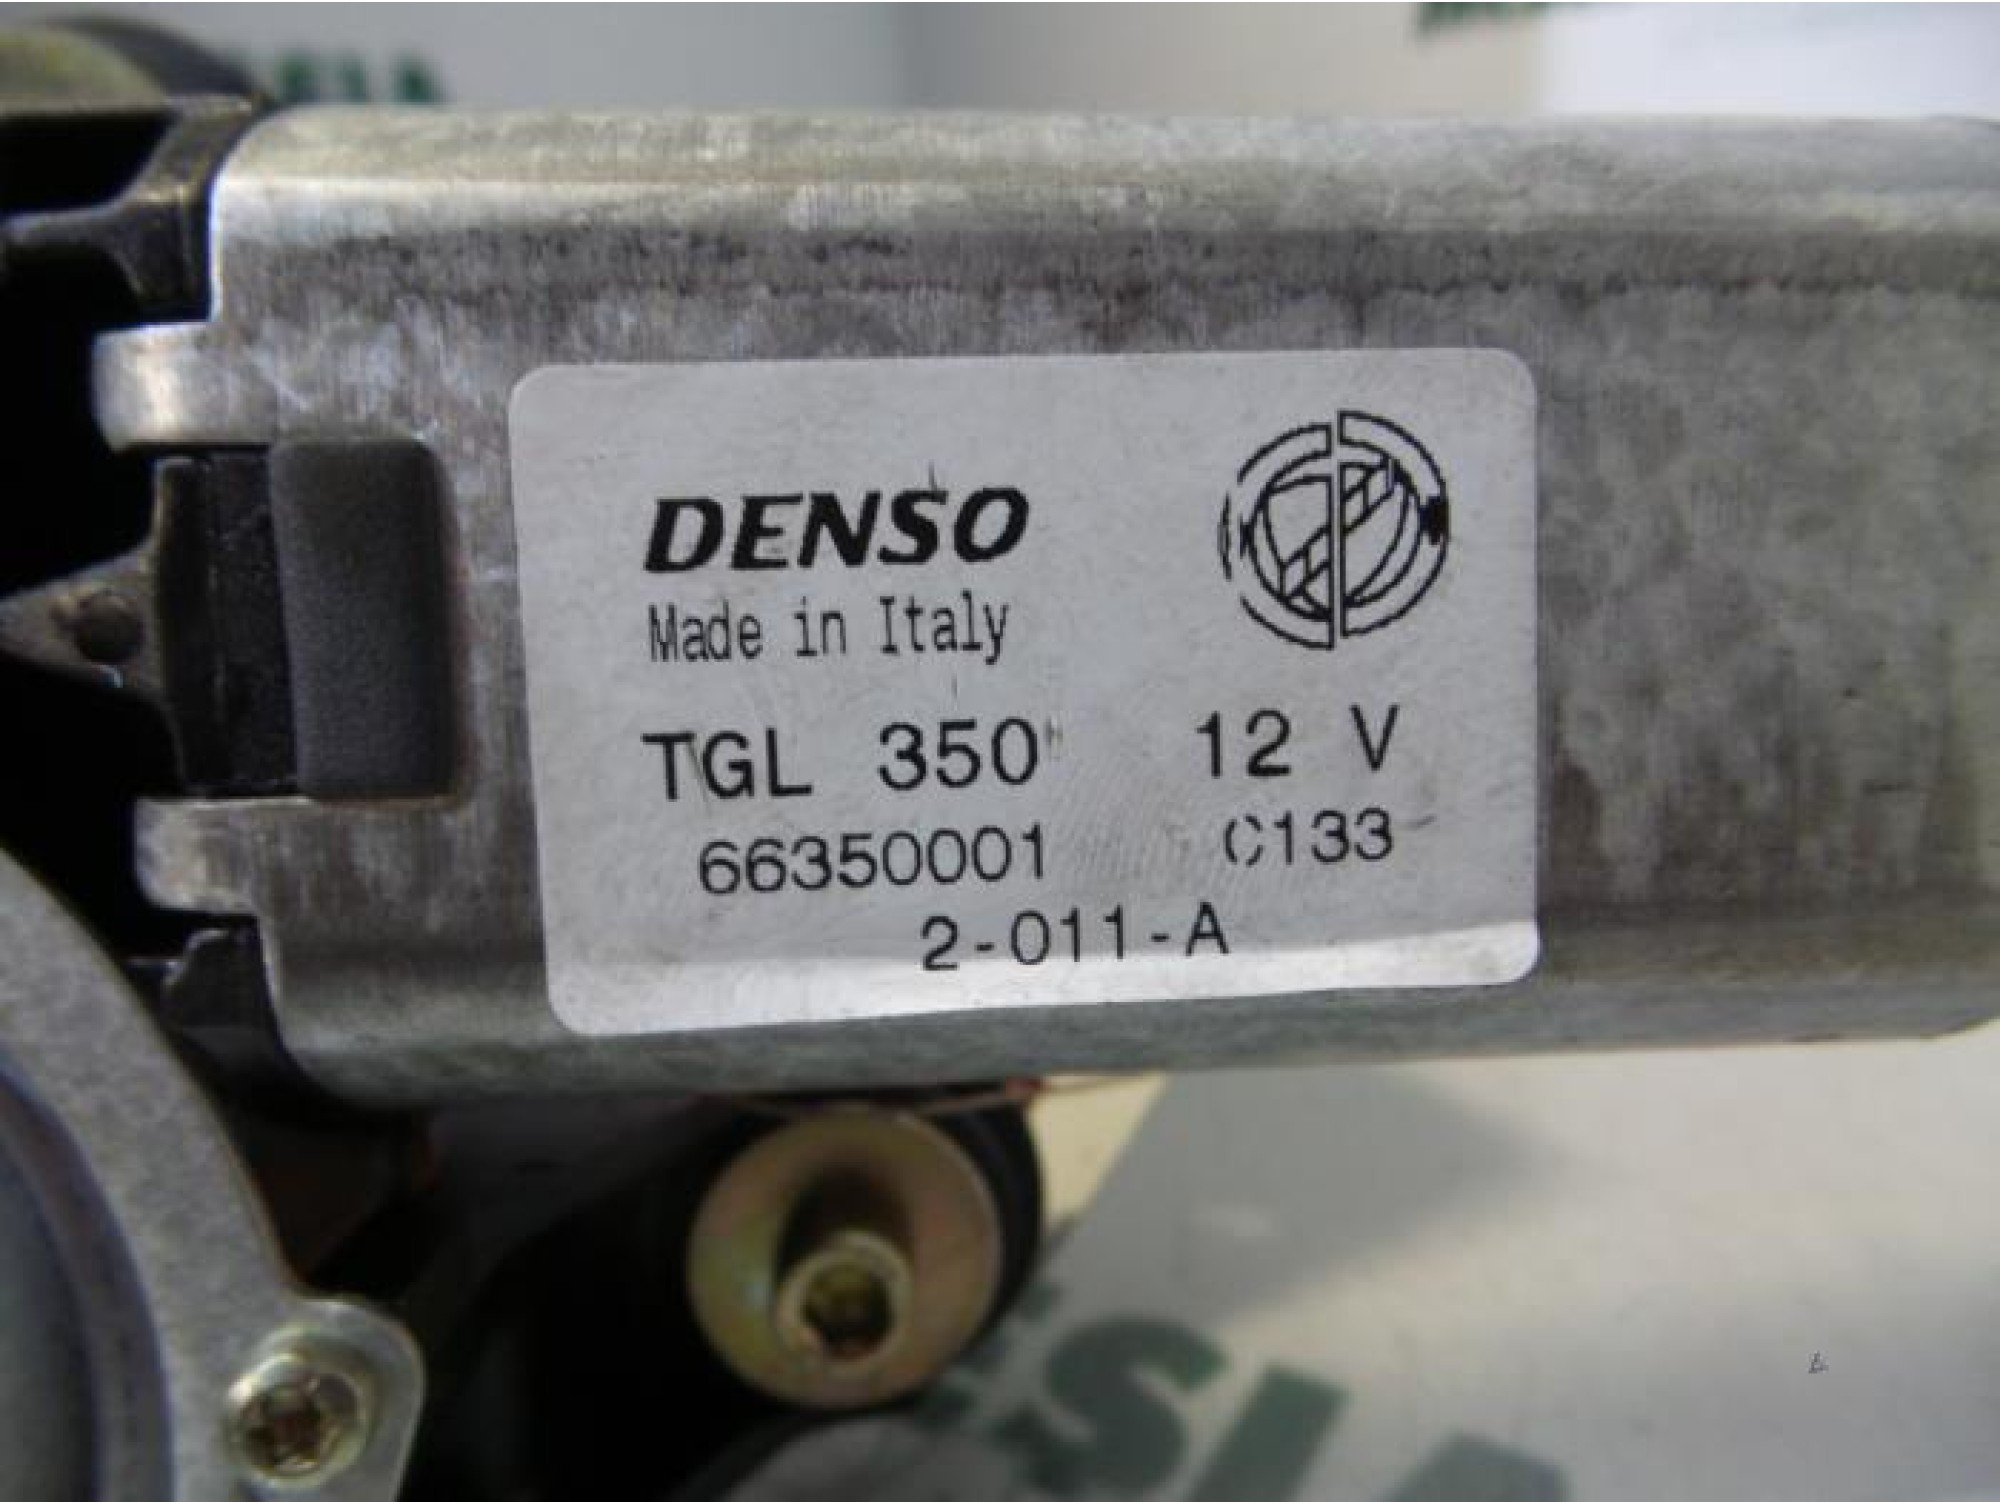 DENSO
Made in Italy
TGL 350 12 V
66350001 C133
2-011-A